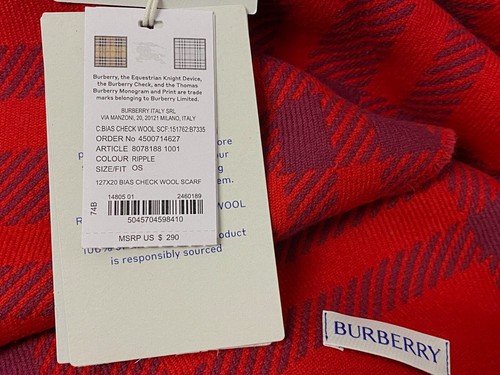 Burberry, the Equestrian Knight Device,
the Burberry Check, and the Thomas
Burberry Monogram and Print are trade
marks belonging to Burberry Limited.
BURBERRY ITALY SRL
VIA MANZONI, 20, 20121 MILANO, ITALY
C.BIAS CHECK WOOL SCF:151762:B7335
ORDER No 4500714627
ARTICLE 8078188 1001
COLOUR RIPPLE
SIZE/FIT OS
127X20 BIAS CHECK WOOL SCARF
74B
14805 01 2460189
5045704598410
MSRP US $ 290
WOOL
product
is responsibly sourced
BURBERRY